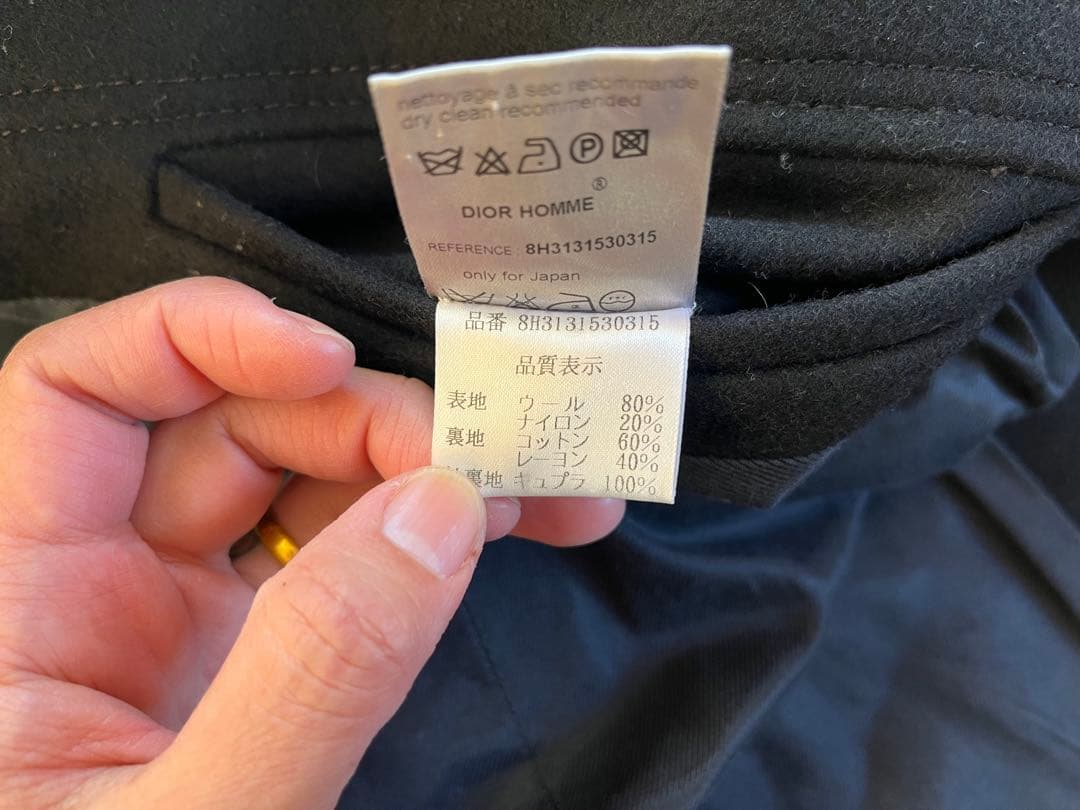 nettoyage à sec recommande
dry clean recommended
DIOR HOMME®
REFERENCE : 8H3131530315
only for Japan
品番 8H3131530315
品質表示
表地 ウール 80%
ナイロン 20%
裏地 コットン 60%
レーヨン 40%
裏地 キュプラ 100%